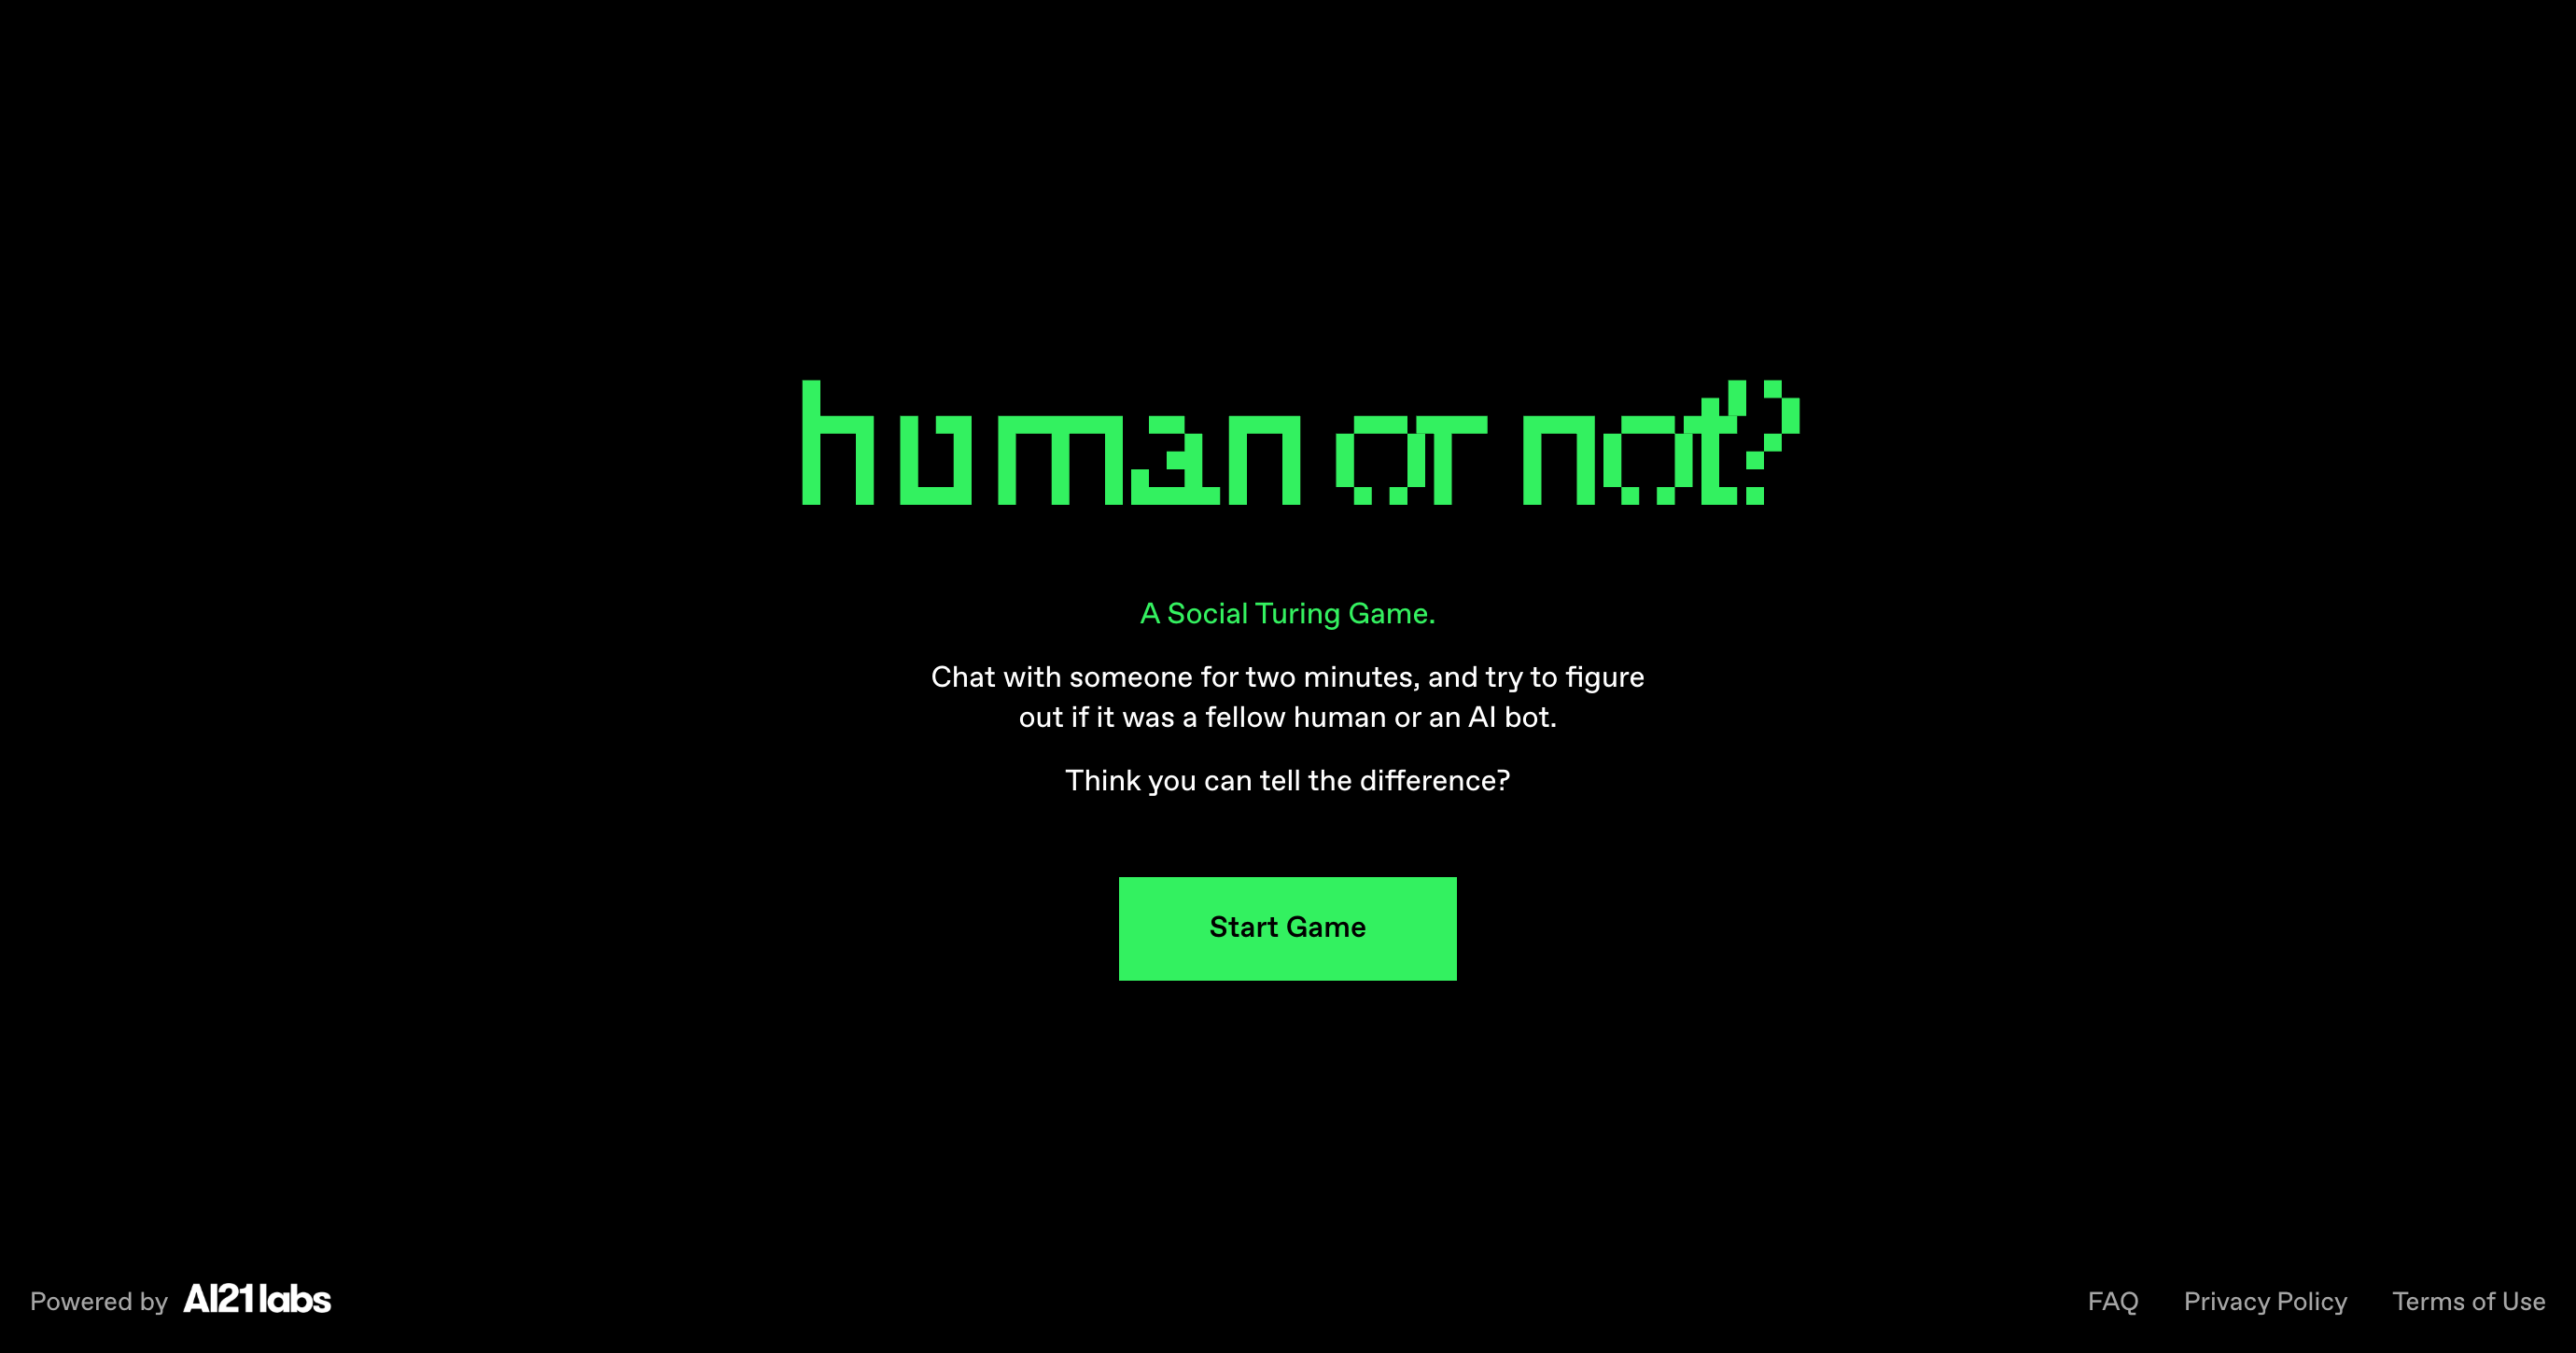 human or not?
A Social Turing Game.
Chat with someone for two minutes, and try to figure
out if it was a fellow human or an AI bot.
Think you can tell the difference?
Start Game
Powered by AI21labs
FAQ Privacy Policy Terms of Use